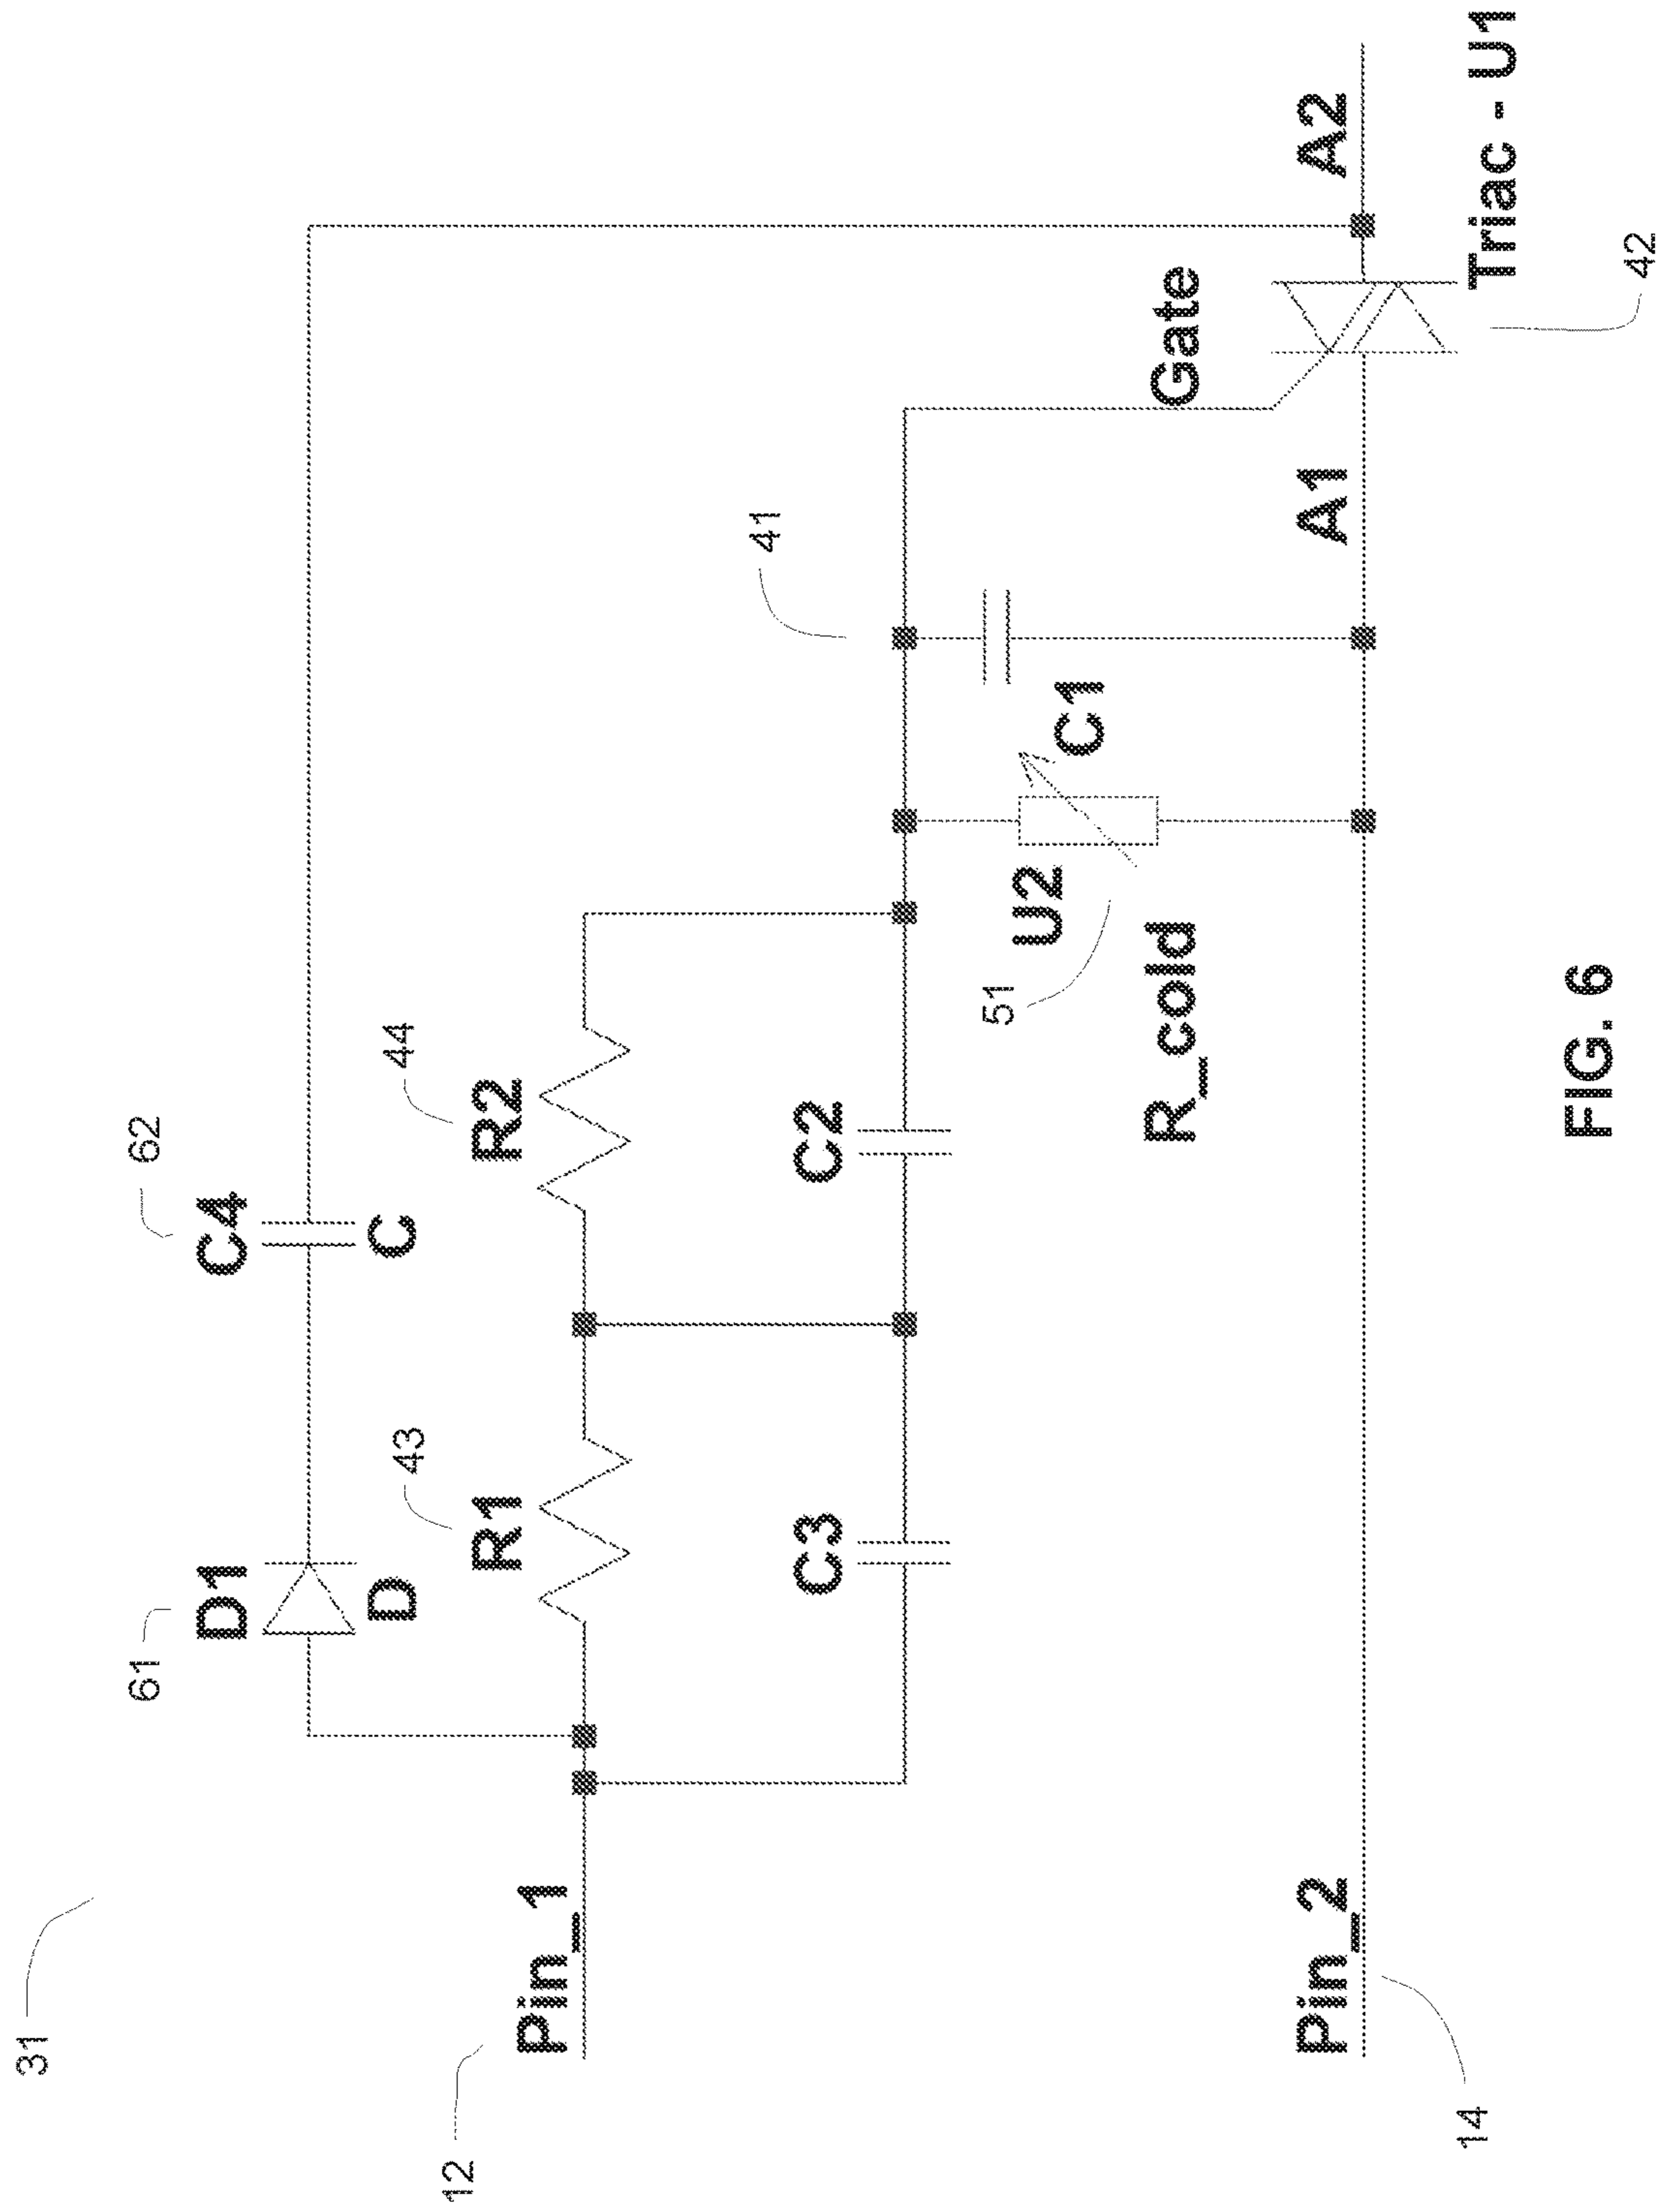 31
61
62
D1
C4
D
C
43
44
R1
R2
12
Pin_1
41
C3
C2
Gate
U2
C1
51
R_cold
Pin_2
A1
A2
14
Triac - U1
42
FIG. 6